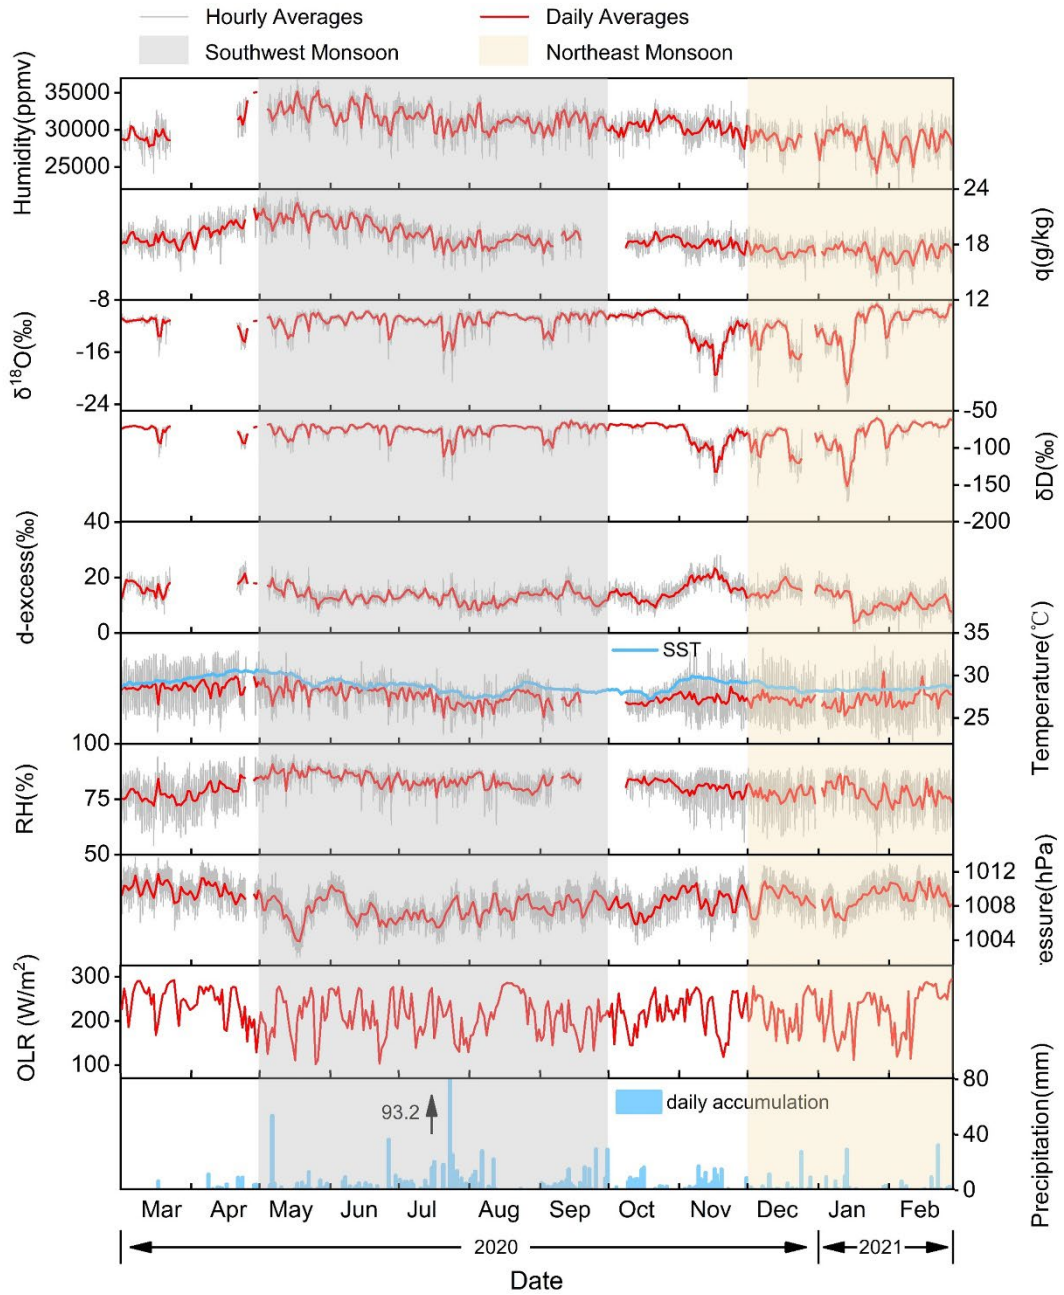 Hourly Averages Daily Averages
Southwest Monsoon Northeast Monsoon
Humidity(ppmv) 35000 30000 25000
q(g/kg) 24 18 12
δ¹⁸O(‰) -8 -16 -24
δD(‰) -50 -100 -150 -200
d-excess(‰) 40 20 0
Temperature(℃) 35 30 25
SST
RH(%) 100 75 50
ressure(hPa) 1012 1008 1004
OLR (W/m²) 300 200 100
Precipitation(mm) 80 40 0
93.2 daily accumulation
Mar Apr May Jun Jul Aug Sep Oct Nov Dec Jan Feb
2020 2021
Date